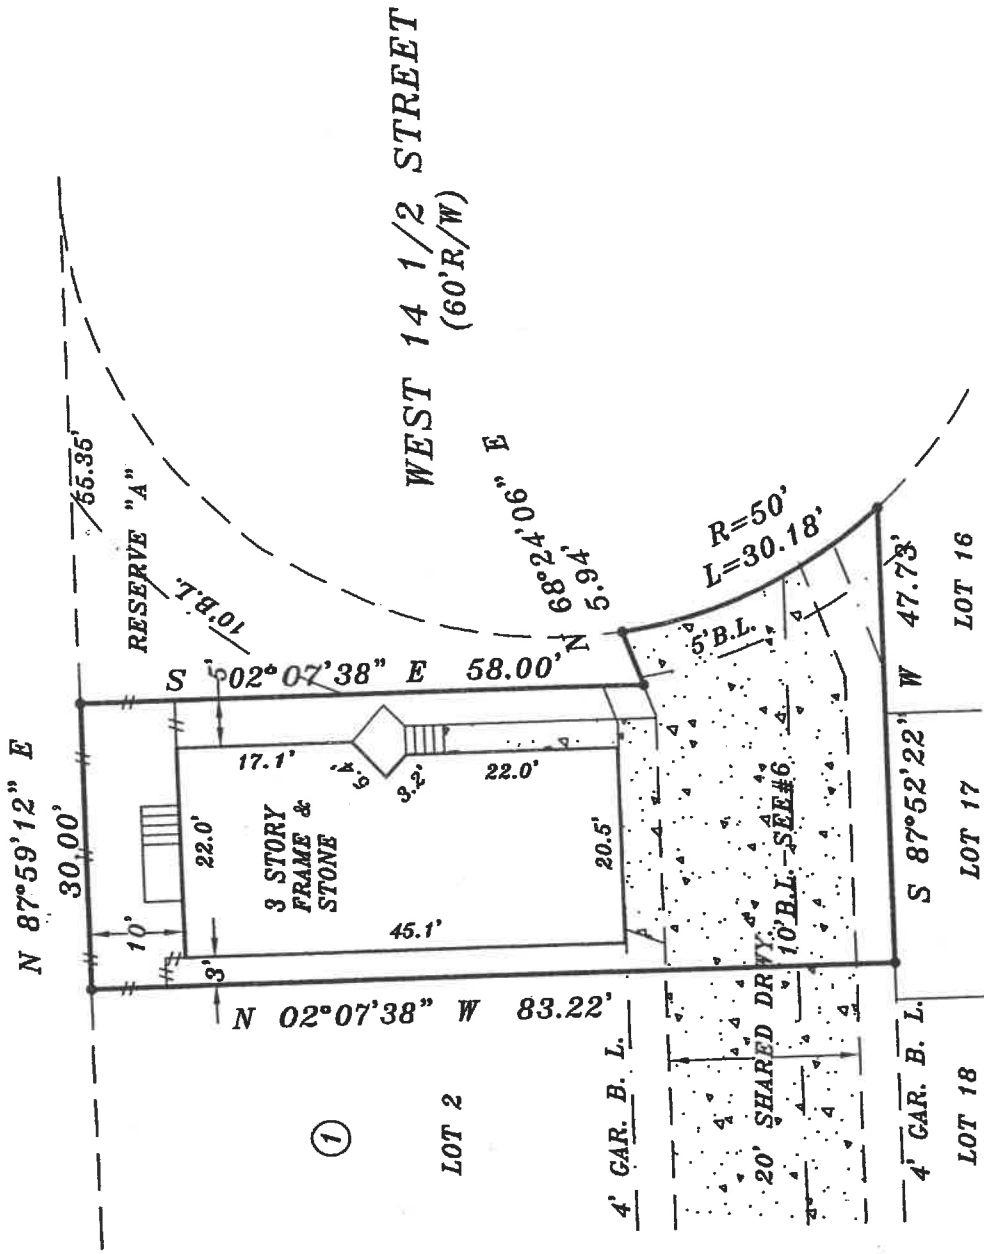 WEST 14 1/2 STREET
(60'R/W)
55.35'
RESERVE "A"
10'B.L.
N 87°59'12" E
30.00'
S 02°07'38" E 58.00'
5'
N 68°24'06" E
5.94'
R=50'
L=30.18'
5'B.L.
10'
17.1'
6.4'
3.2'
22.0'
22.0'
3 STORY
FRAME &
STONE
20.5'
45.1'
3'
N 02°07'38" W 83.22'
S 87°52'22" W 47.73'
10'B.L. SEE#6
20' SHARED DRWY.
4' GAR. B. L.
4' GAR. B. L.
1
LOT 2
LOT 16
LOT 17
LOT 18